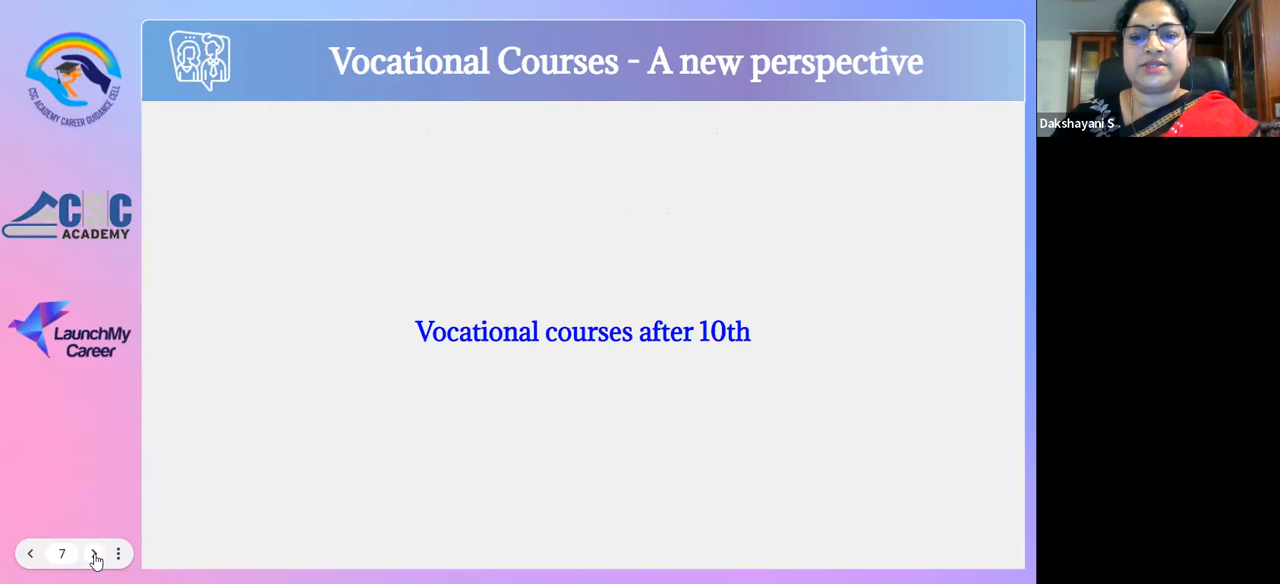 Vocational Courses - A new perspective
CSC ACADEMY CAREER GUIDANCE CELL
CSC
ACADEMY
LaunchMy
Career
Vocational courses after 10th
7
Dakshayani S